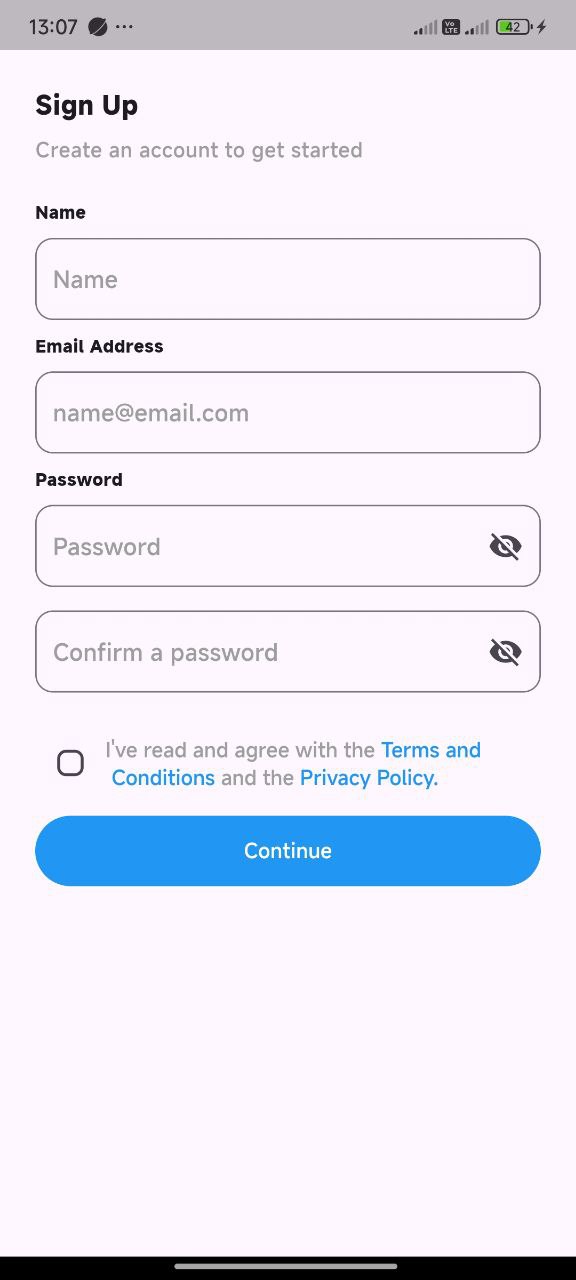 13:07
Vo LTE
42
Sign Up
Create an account to get started
Name
Name
Email Address
name@email.com
Password
Password
Confirm a password
I've read and agree with the Terms and
Conditions and the Privacy Policy.
Continue